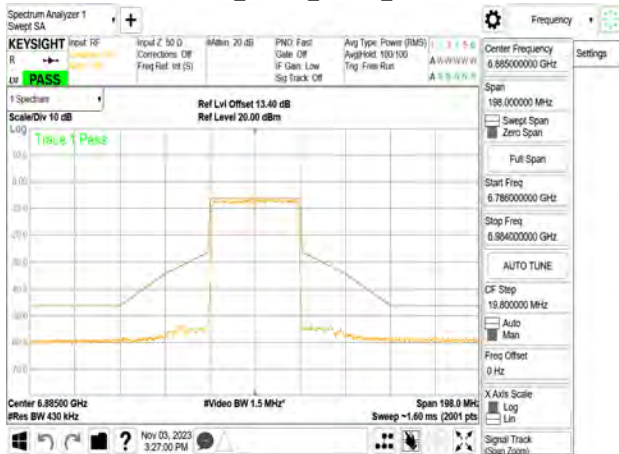 Spectrum Analyzer 1
Swept SA
+
Frequency
KEYSIGHT
R
LV PASS
Input: RF
Input Z: 50 Ω
Corrections: Off
Freq Ref: Int (S)
#Atten: 20 dB
PNO: Fast
Gate: Off
IF Gain: Low
Sig Track: Off
Avg Type: Power (RMS)
Avg|Hold: 100/100
Trig: Free Run
1 Spectrum
Scale/Div 10 dB
Ref Lvl Offset 13.40 dB
Ref Level 20.00 dBm
Log
Trace 1 Pass
10.0
0.00
Center 6.88500 GHz
#Res BW 430 kHz
#Video BW 1.5 MHz*
Span 198.0 MHz
Sweep ~1.60 ms (2001 pts
Nov 03, 2023
3:27:00 PM
Center Frequency
6.885000000 GHz
Settings
Span
198.000000 MHz
Swept Span
Zero Span
Full Span
Start Freq
6.786000000 GHz
Stop Freq
6.984000000 GHz
AUTO TUNE
CF Step
19.800000 MHz
Auto
Man
Freq Offset
0 Hz
X Axis Scale
Log
Lin
Signal Track
(Span Zoom)